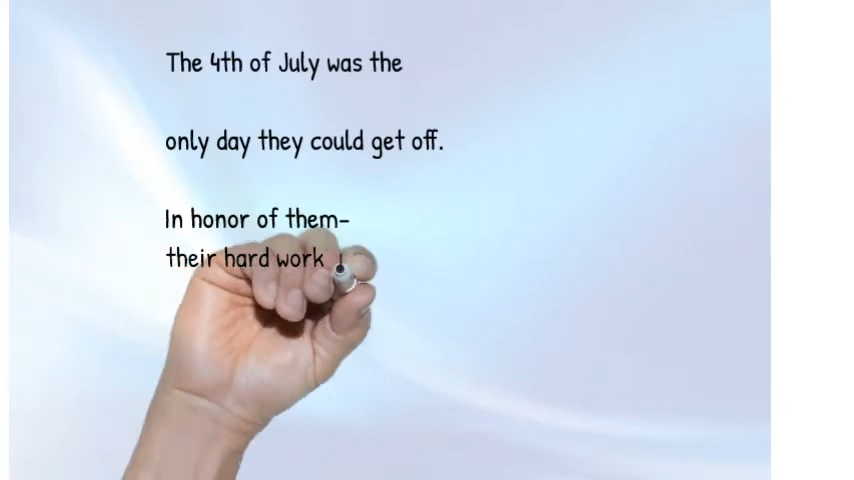 The 4th of July was the
only day they could get off.
In honor of them-
their hard work